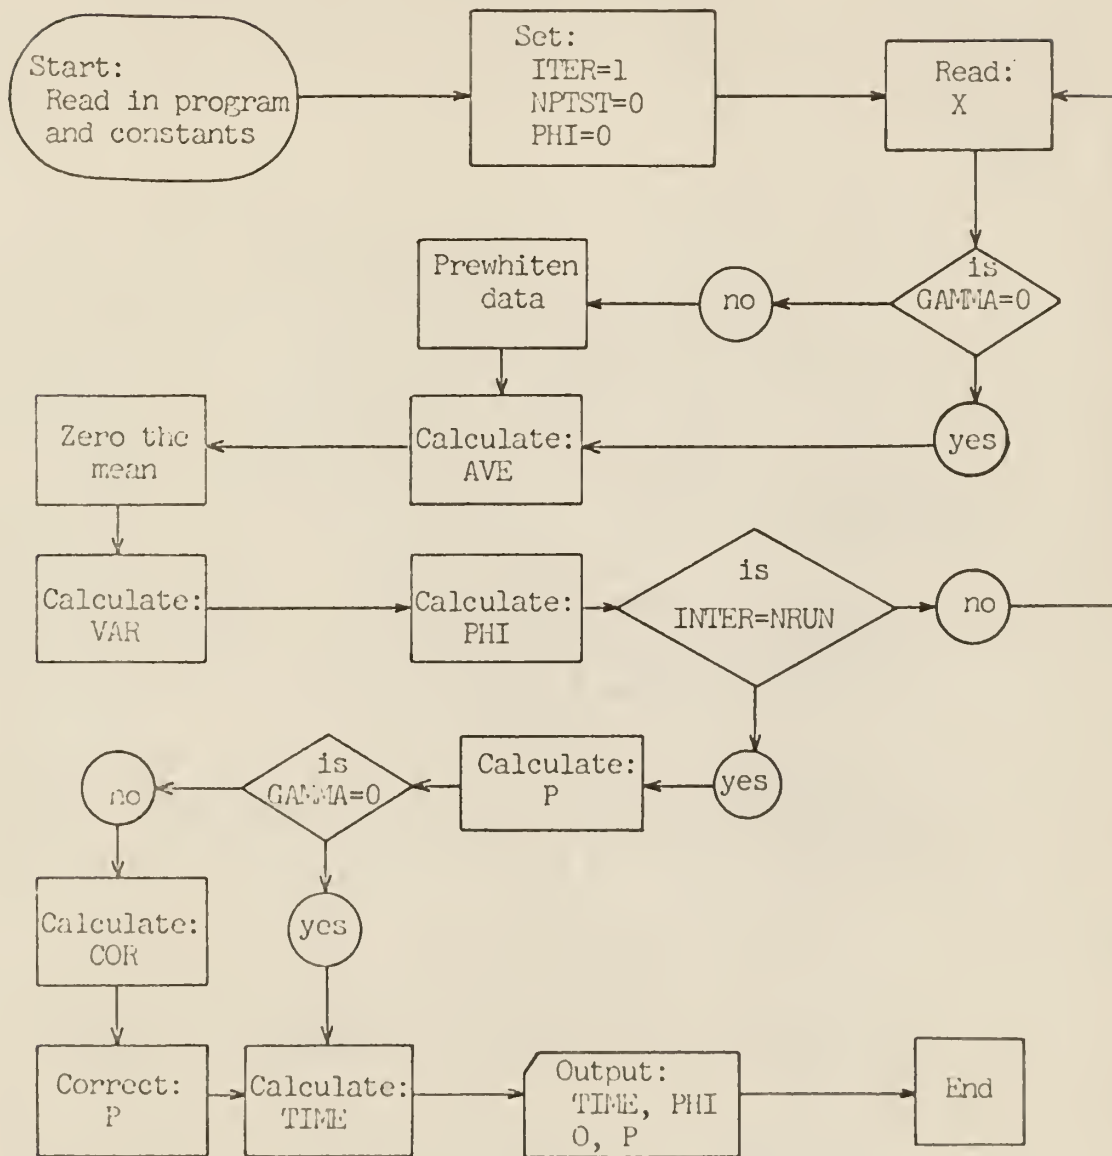 Start:
Read in program
and constants
Set:
ITER=1
NPTST=0
PHI=0
Read:
X
is
GAMMA=0
no
Prewhiten
data
yes
Calculate:
AVE
Zero the
mean
Calculate:
VAR
Calculate:
PHI
is
INTER=NRUN
no
yes
Calculate:
P
is
GAMMA=0
no
yes
Calculate:
COR
Correct:
P
Calculate:
TIME
Output:
TIME, PHI
O, P
End